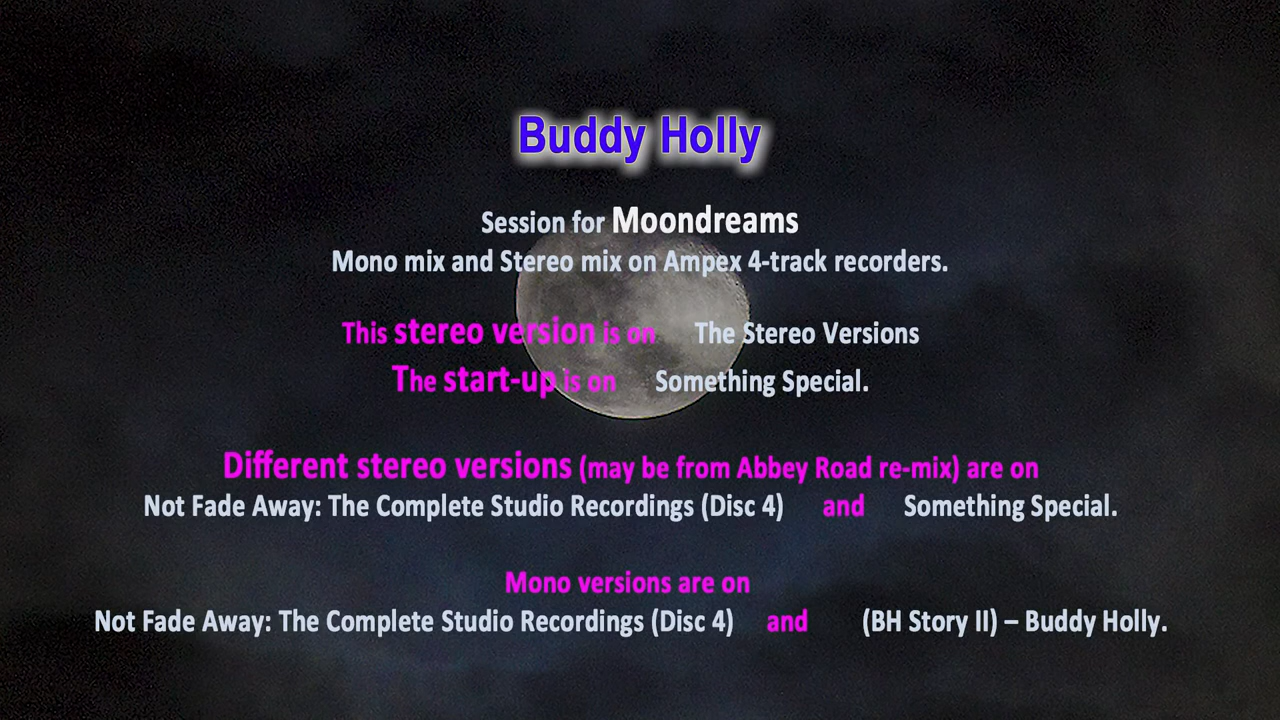 Buddy Holly
Session for Moondreams
Mono mix and Stereo mix on Ampex 4-track recorders.
This stereo version is on The Stereo Versions
The start-up is on Something Special.
Different stereo versions (may be from Abbey Road re-mix) are on
Not Fade Away: The Complete Studio Recordings (Disc 4) and Something Special.
Mono versions are on
Not Fade Away: The Complete Studio Recordings (Disc 4) and (BH Story II) – Buddy Holly.